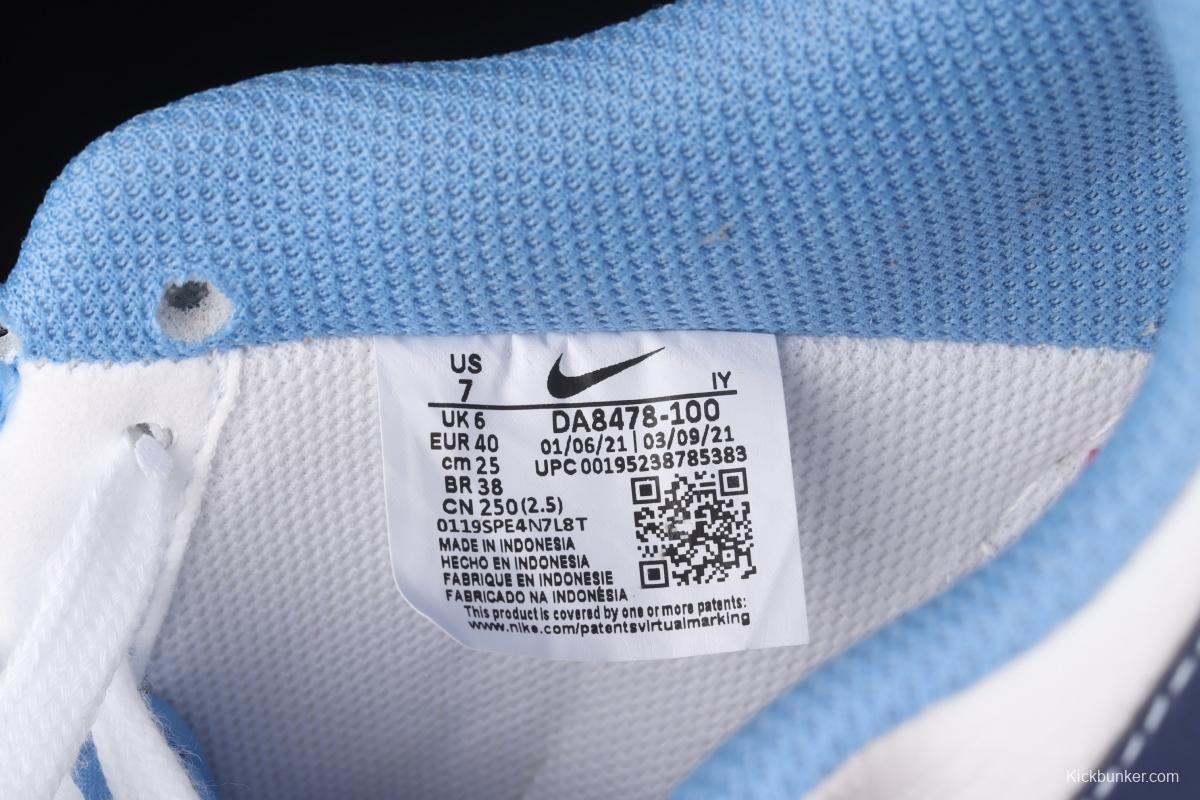 US
7
IY
UK 6
DA8478-100
EUR 40
01/06/21 | 03/09/21
cm 25
UPC 00195238785383
BR 38
CN 250(2.5)
0119SPE4N7L8T
MADE IN INDONESIA
HECHO EN INDONESIA
FABRIQUE EN INDONESIE
FABRICADO NA INDONÉSIA
This product is covered by one or more patents:
www.nike.com/patentsvirtualmarking
Kickbunker.com